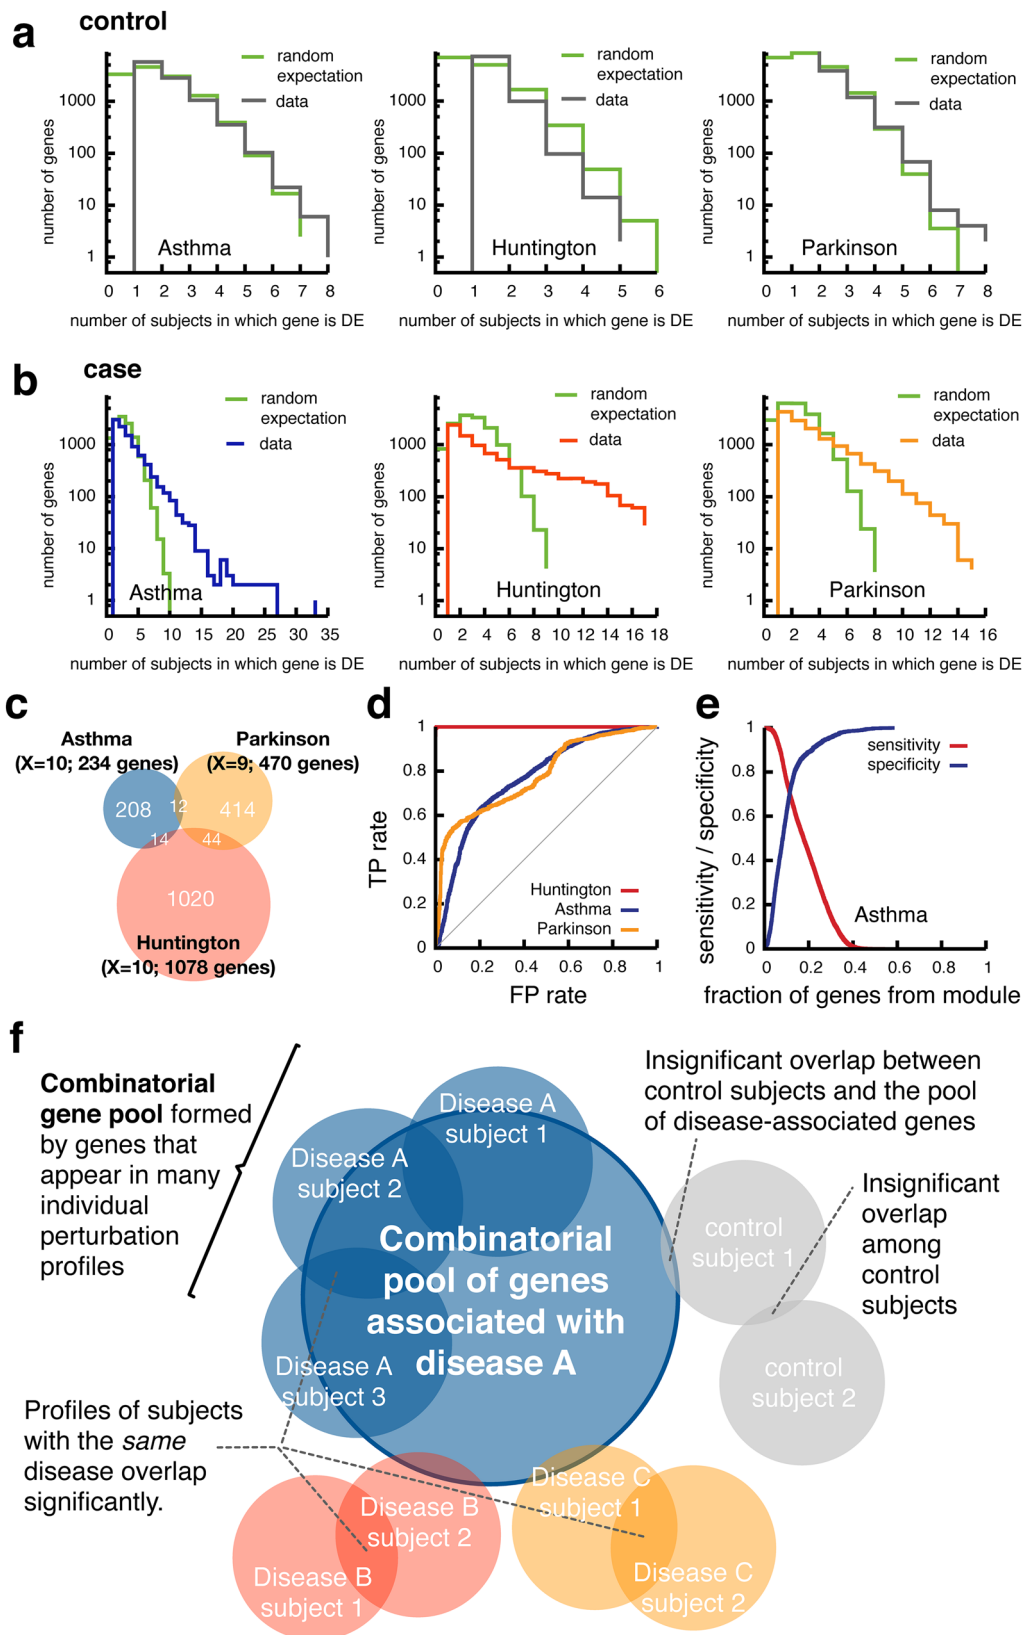 a
control
random
expectation
data
1000
100
10
1
number of genes
Asthma
0 1 2 3 4 5 6 7 8
number of subjects in which gene is DE
random
expectation
data
1000
100
10
1
number of genes
Huntington
0 1 2 3 4 5 6
number of subjects in which gene is DE
random
expectation
data
1000
100
10
1
number of genes
Parkinson
0 1 2 3 4 5 6 7 8
number of subjects in which gene is DE
b
case
random
expectation
data
1000
100
10
1
number of genes
Asthma
0 5 10 15 20 25 30 35
number of subjects in which gene is DE
random
expectation
data
1000
100
10
1
number of genes
Huntington
0 2 4 6 8 10 12 14 16 18
number of subjects in which gene is DE
random
expectation
data
1000
100
10
1
number of genes
Parkinson
0 2 4 6 8 10 12 14 16
number of subjects in which gene is DE
c
Asthma
(X=10; 234 genes)
Parkinson
(X=9; 470 genes)
208
12
414
14
44
1020
Huntington
(X=10; 1078 genes)
d
1
0.8
0.6
0.4
0.2
0
TP rate
Huntington
Asthma
Parkinson
0 0.2 0.4 0.6 0.8 1
FP rate
e
1
0.8
0.6
0.4
0.2
0
sensitivity / specificity
sensitivity
specificity
Asthma
0 0.2 0.4 0.6 0.8 1
fraction of genes from module
f
Combinatorial
gene pool formed
by genes that
appear in many
individual
perturbation
profiles
Disease A
subject 1
Disease A
subject 2
Disease A
subject 3
Combinatorial
pool of genes
associated with
disease A
Insignificant overlap between
control subjects and the pool
of disease-associated genes
control
subject 1
Insignificant
overlap
among
control
subjects
control
subject 2
Profiles of subjects
with the same
disease overlap
significantly.
Disease B
subject 2
Disease B
subject 1
Disease C
subject 1
Disease C
subject 2